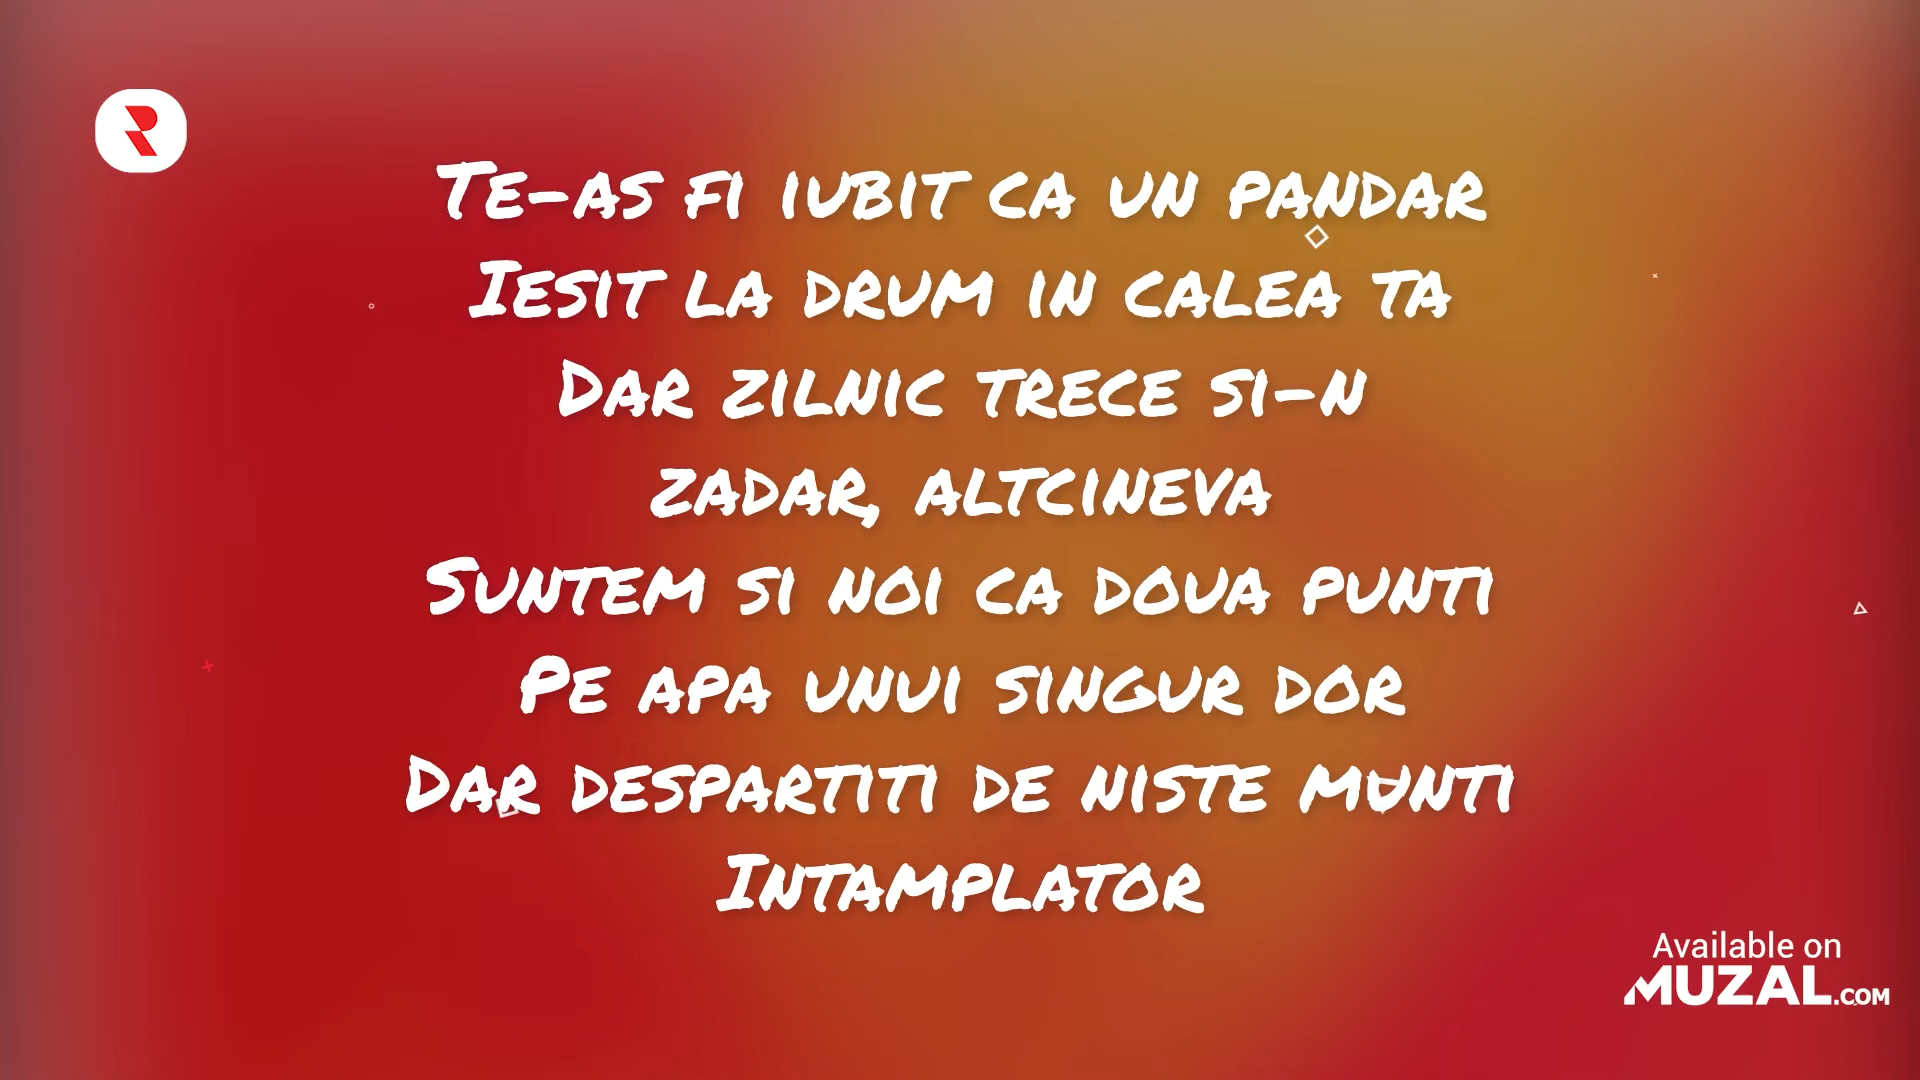 Te-as fi iubit ca un pandar
Iesit la drum in calea ta
Dar zilnic trece si-n
zadar, altcineva
Suntem si noi ca doua punti
Pe apa unui singur dor
Dar despartiti de niste munti
Intamplator
R
Available on
MUZAL.COM